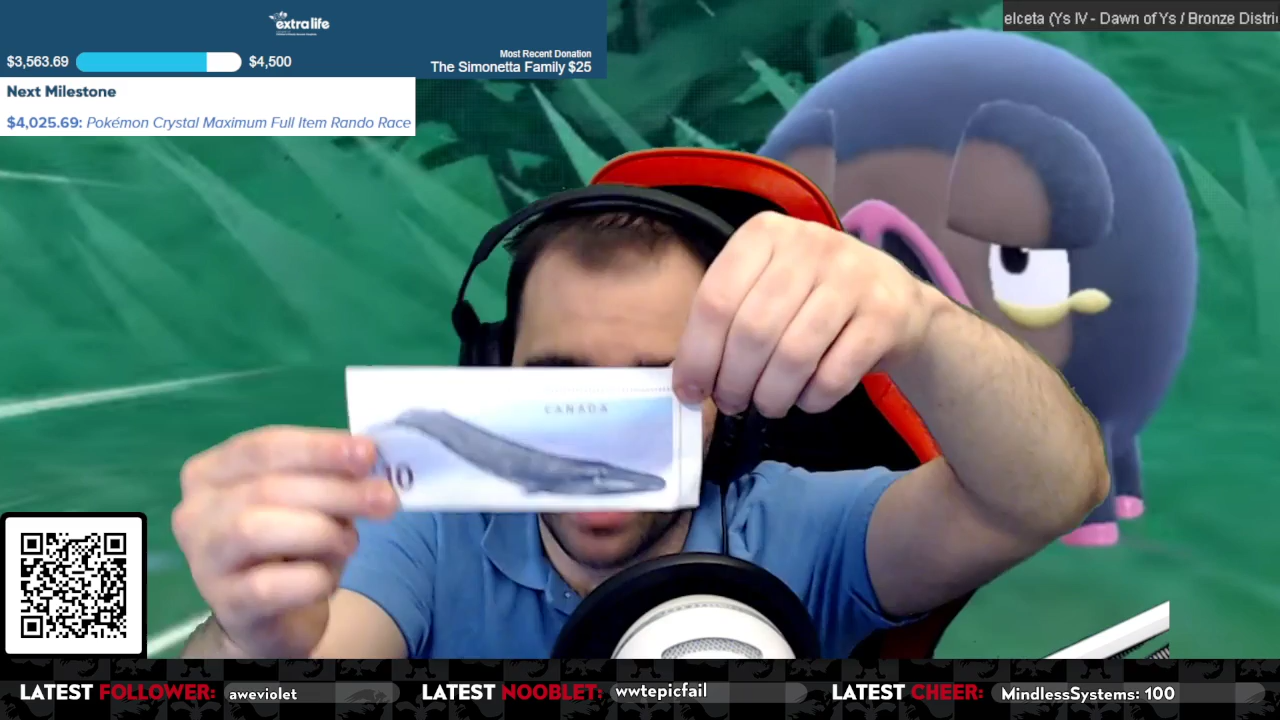 extralife
elceta (Ys IV - Dawn of Ys / Bronze Distri
$3,563.69
$4,500
Most Recent Donation
The Simonetta Family $25
Next Milestone
$4,025.69: Pokémon Crystal Maximum Full Item Rando Race
CANADA
10
LATEST FOLLOWER: aweviolet
LATEST NOOBLET: wwtepicfail
LATEST CHEER: MindlessSystems: 100